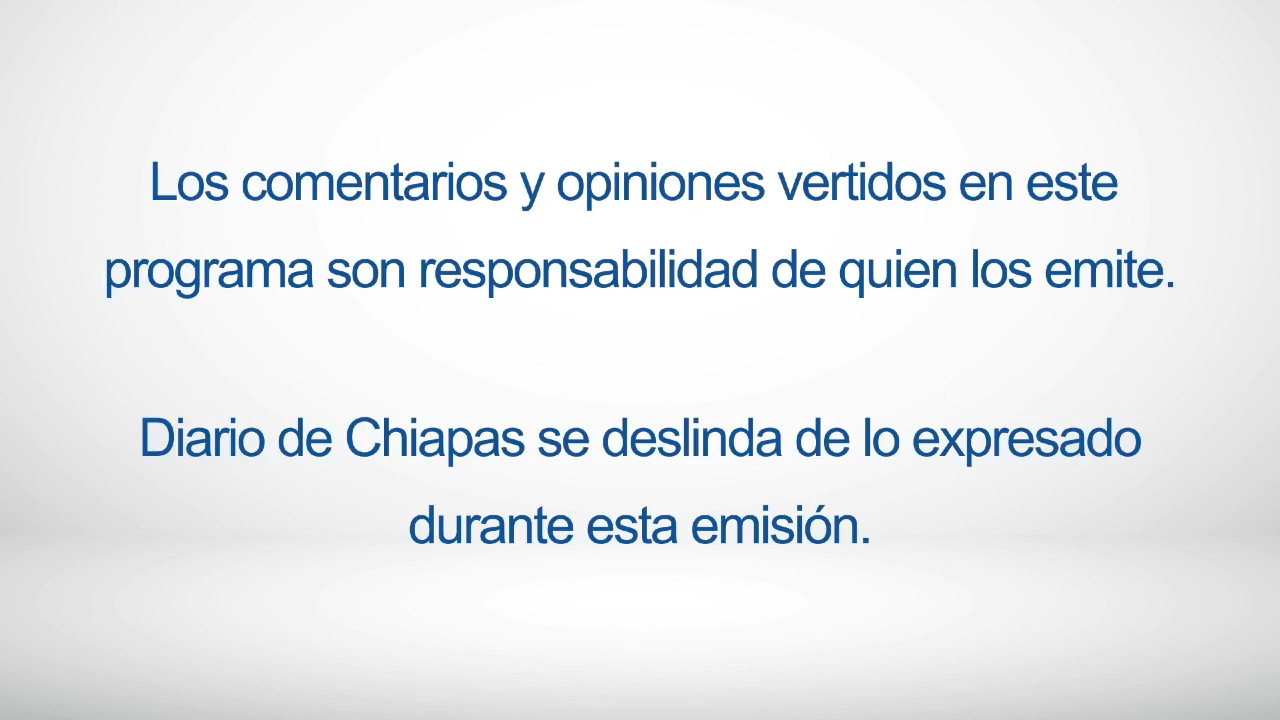 Los comentarios y opiniones vertidos en este
programa son responsabilidad de quien los emite.
Diario de Chiapas se deslinda de lo expresado
durante esta emisión.